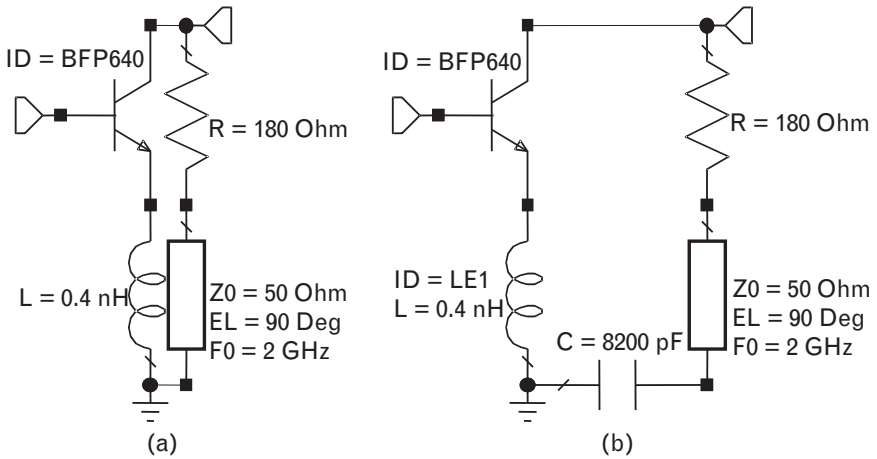 ID = BFP640
R = 180 Ohm
L = 0.4 nH
Z0 = 50 Ohm
EL = 90 Deg
F0 = 2 GHz
(a)
ID = BFP640
R = 180 Ohm
ID = LE1
L = 0.4 nH
C = 8200 pF
Z0 = 50 Ohm
EL = 90 Deg
F0 = 2 GHz
(b)